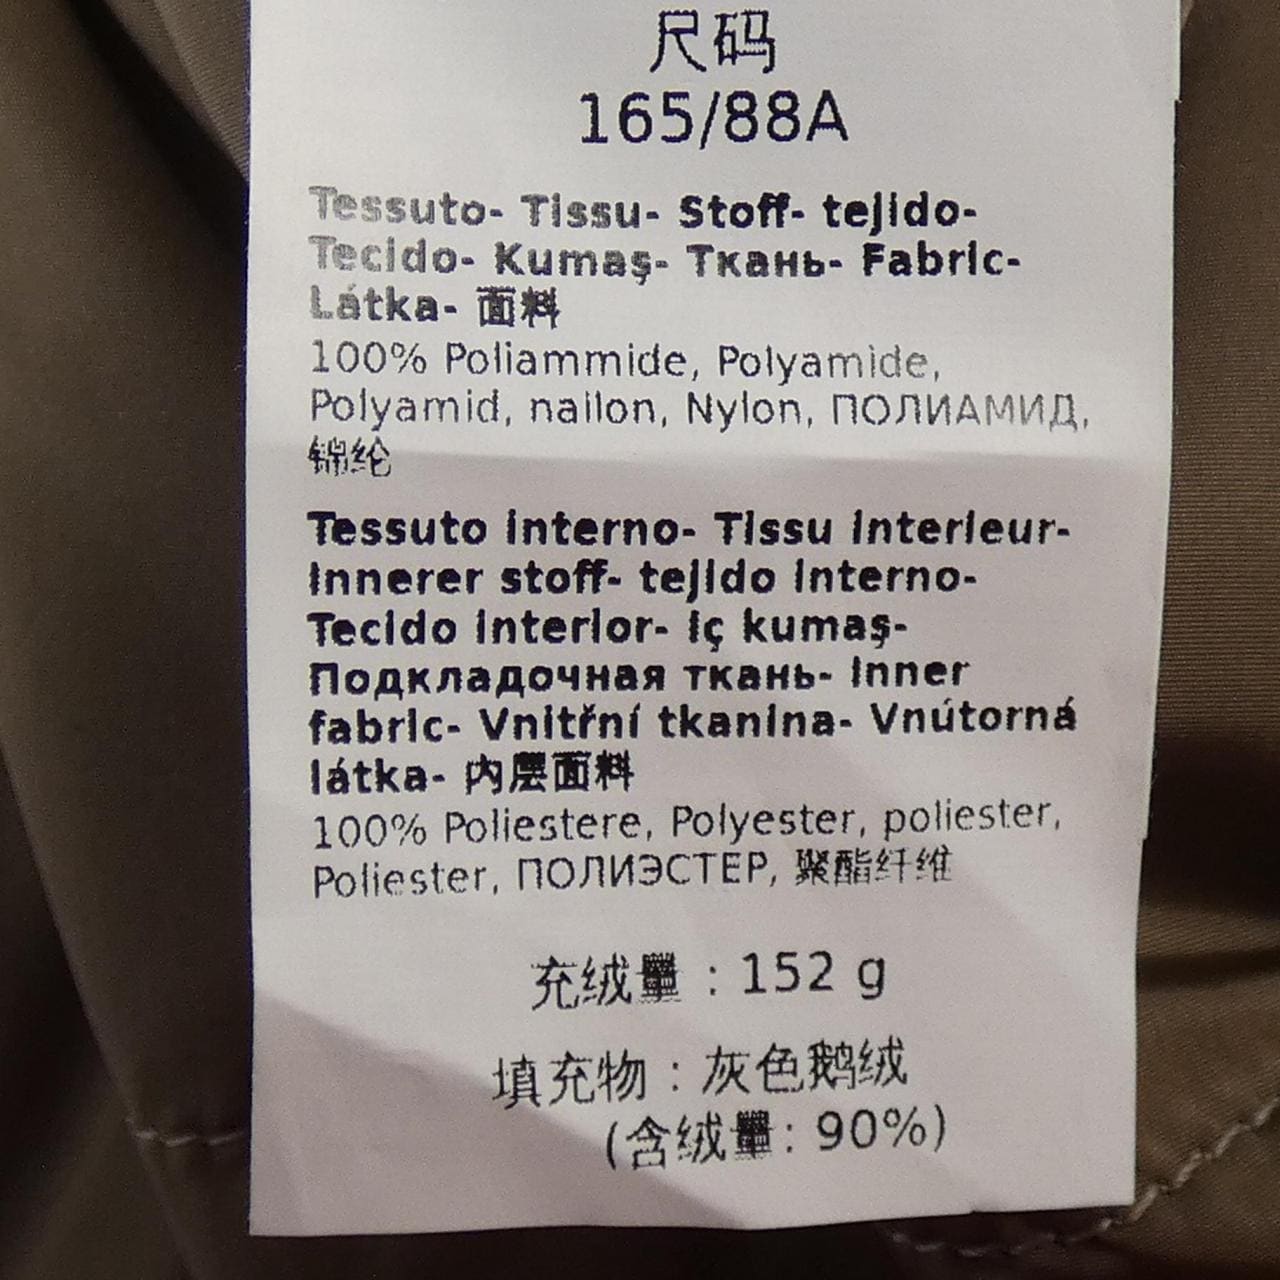 尺码
165/88A
Tessuto- Tissu- Stoff- tejido-
Tecido- Kumaş- Ткань- Fabric-
Látka- 面料
100% Poliammide, Polyamide,
Polyamid, nailon, Nylon, ПОЛИАМИД,
锦纶
Tessuto interno- Tissu interieur-
Innerer stoff- tejido interno-
Tecido interior- iç kumaş-
Подкладочная ткань- Inner
fabric- Vnitřní tkanina- Vnútorná
látka- 内层面料
100% Poliestere, Polyester, poliester,
Poliester, ПОЛИЭСТЕР, 聚酯纤维
充绒量 : 152 g
填充物 : 灰色鹅绒
(含绒量: 90%)